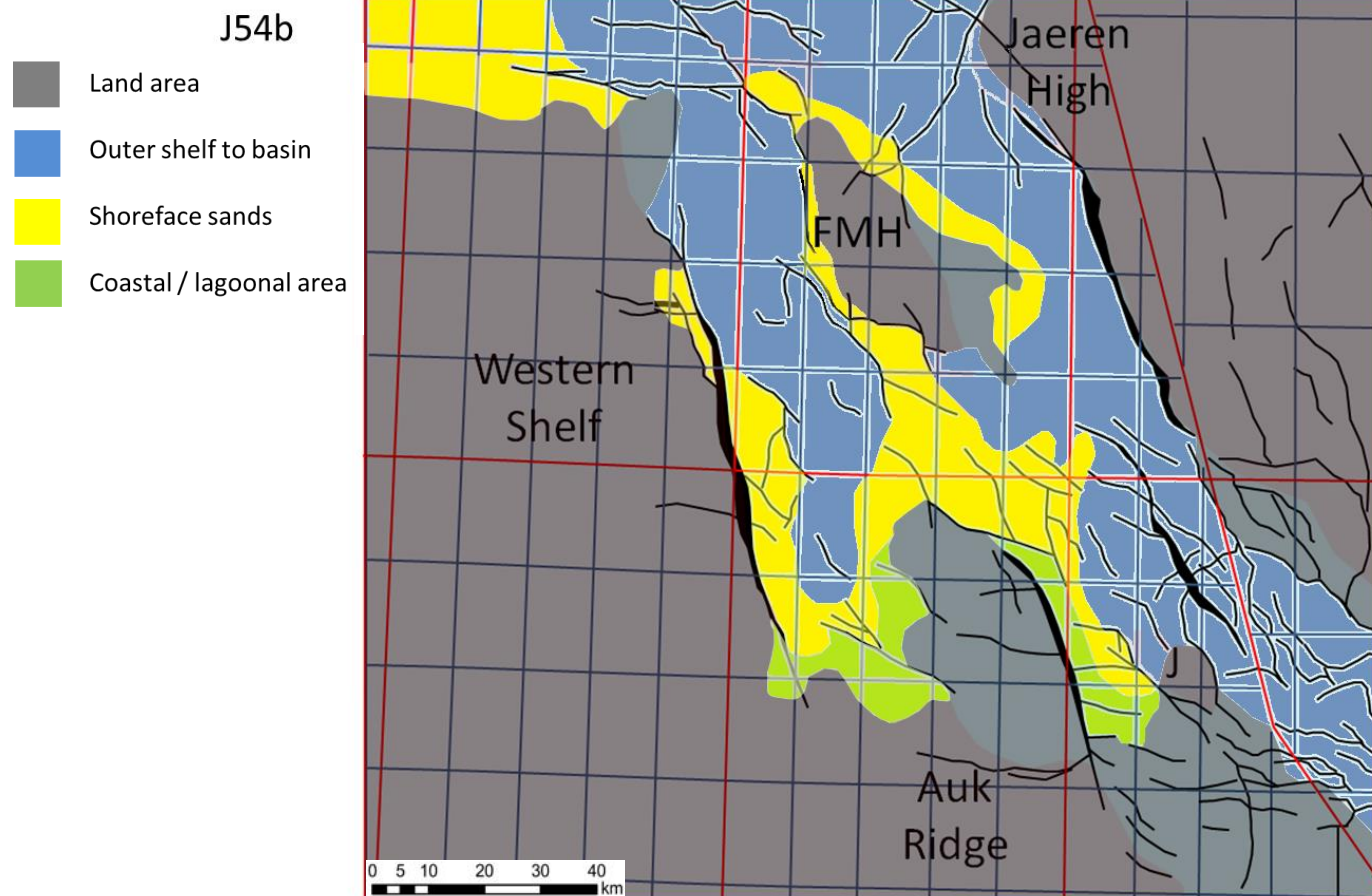 J54b
Land area
Outer shelf to basin
Shoreface sands
Coastal / lagoonal area
Jaeren
High
FMH
Western
Shelf
J
Auk
Ridge
0 5 10 20 30 40
km